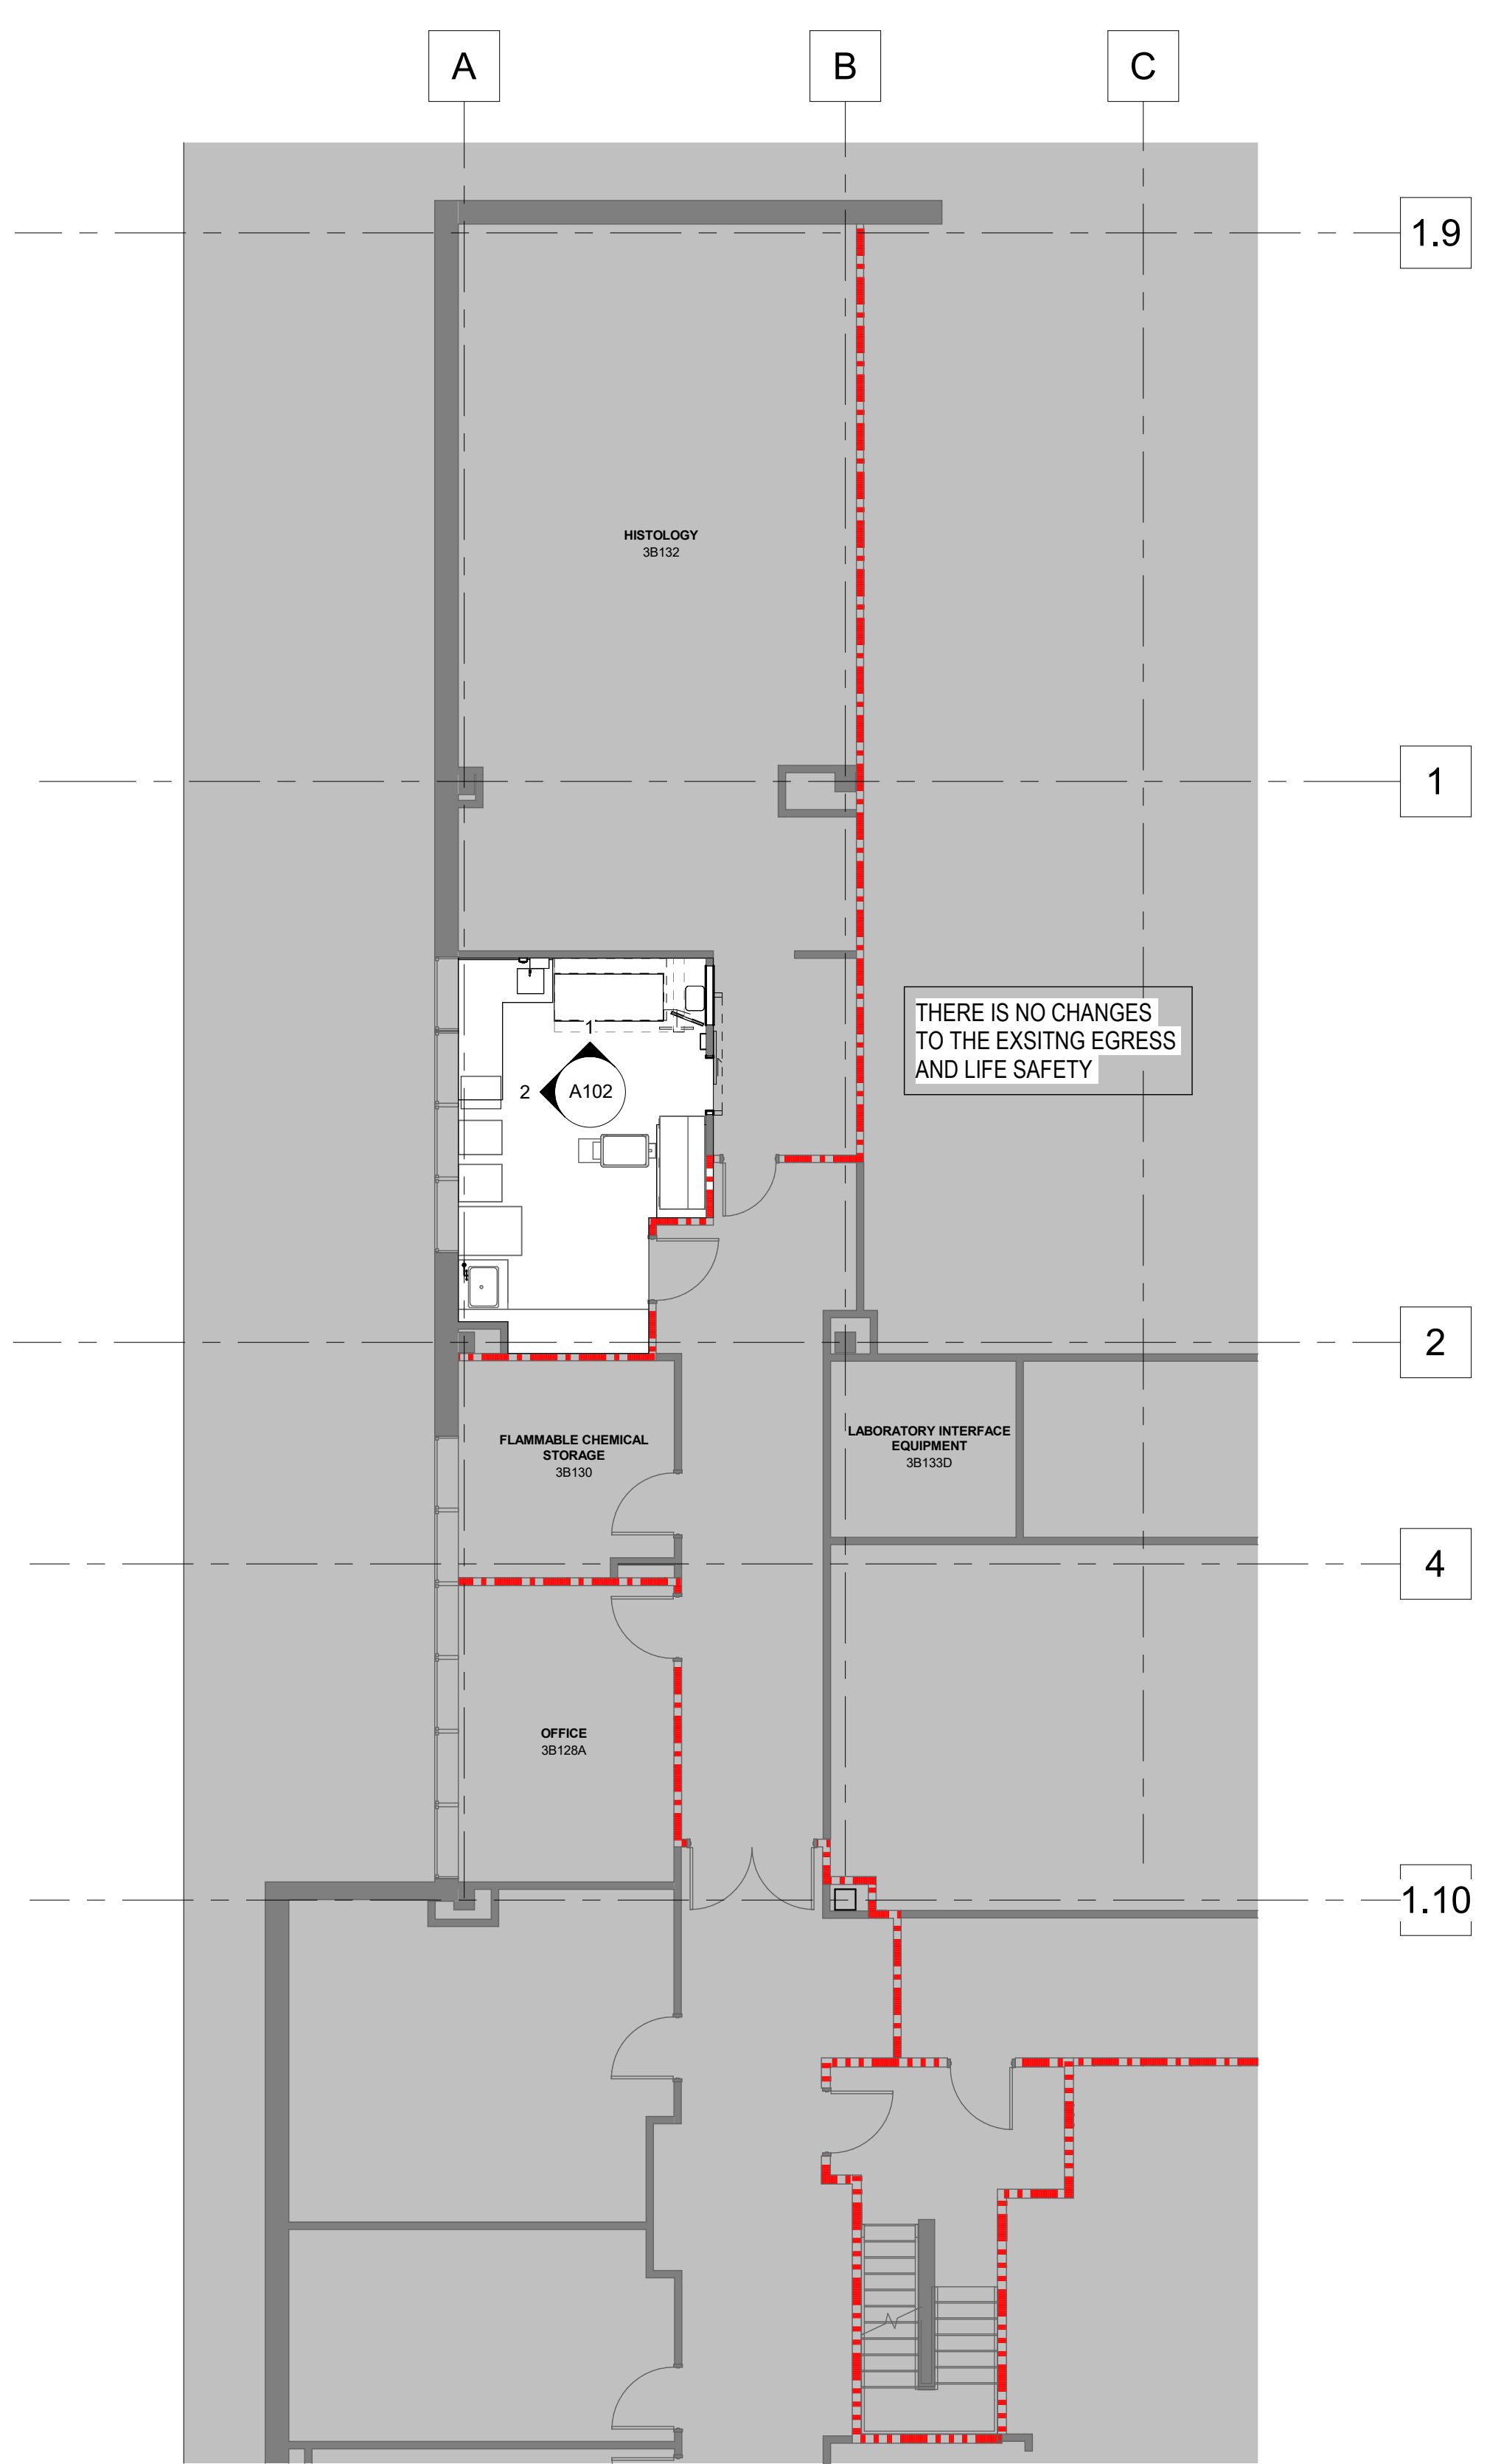 A
B
C
1.9
HISTOLOGY
3B132
1
THERE IS NO CHANGES
TO THE EXSITNG EGRESS
AND LIFE SAFETY
1
2
A102
2
FLAMMABLE CHEMICAL
STORAGE
3B130
LABORATORY INTERFACE
EQUIPMENT
3B133D
4
OFFICE
3B128A
1.10